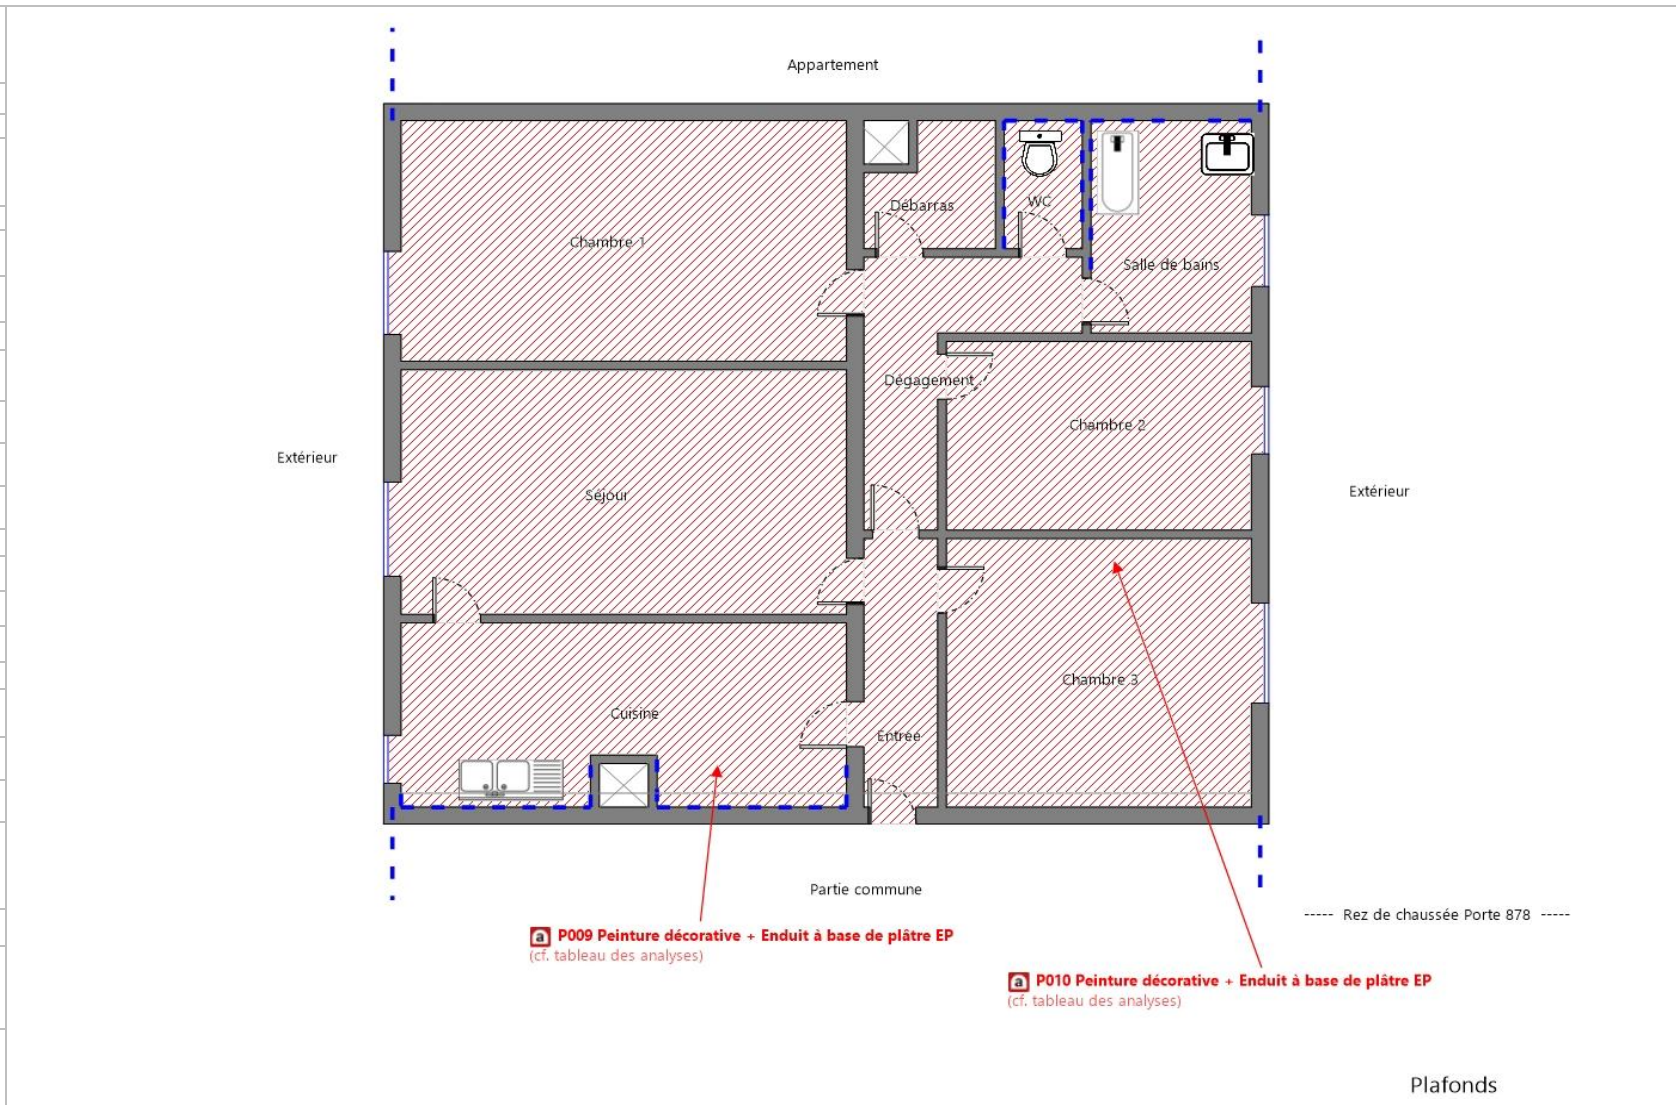 Appartement
Débarras
WC
Chambre 1
Salle de bains
Dégagement
Chambre 2
Extérieur
Séjour
Extérieur
Chambre 3
Cuisine
Entrée
Partie commune
----- Rez de chaussée Porte 878 -----
a P009 Peinture décorative + Enduit à base de plâtre EP
(cf. tableau des analyses)
a P010 Peinture décorative + Enduit à base de plâtre EP
(cf. tableau des analyses)
Plafonds